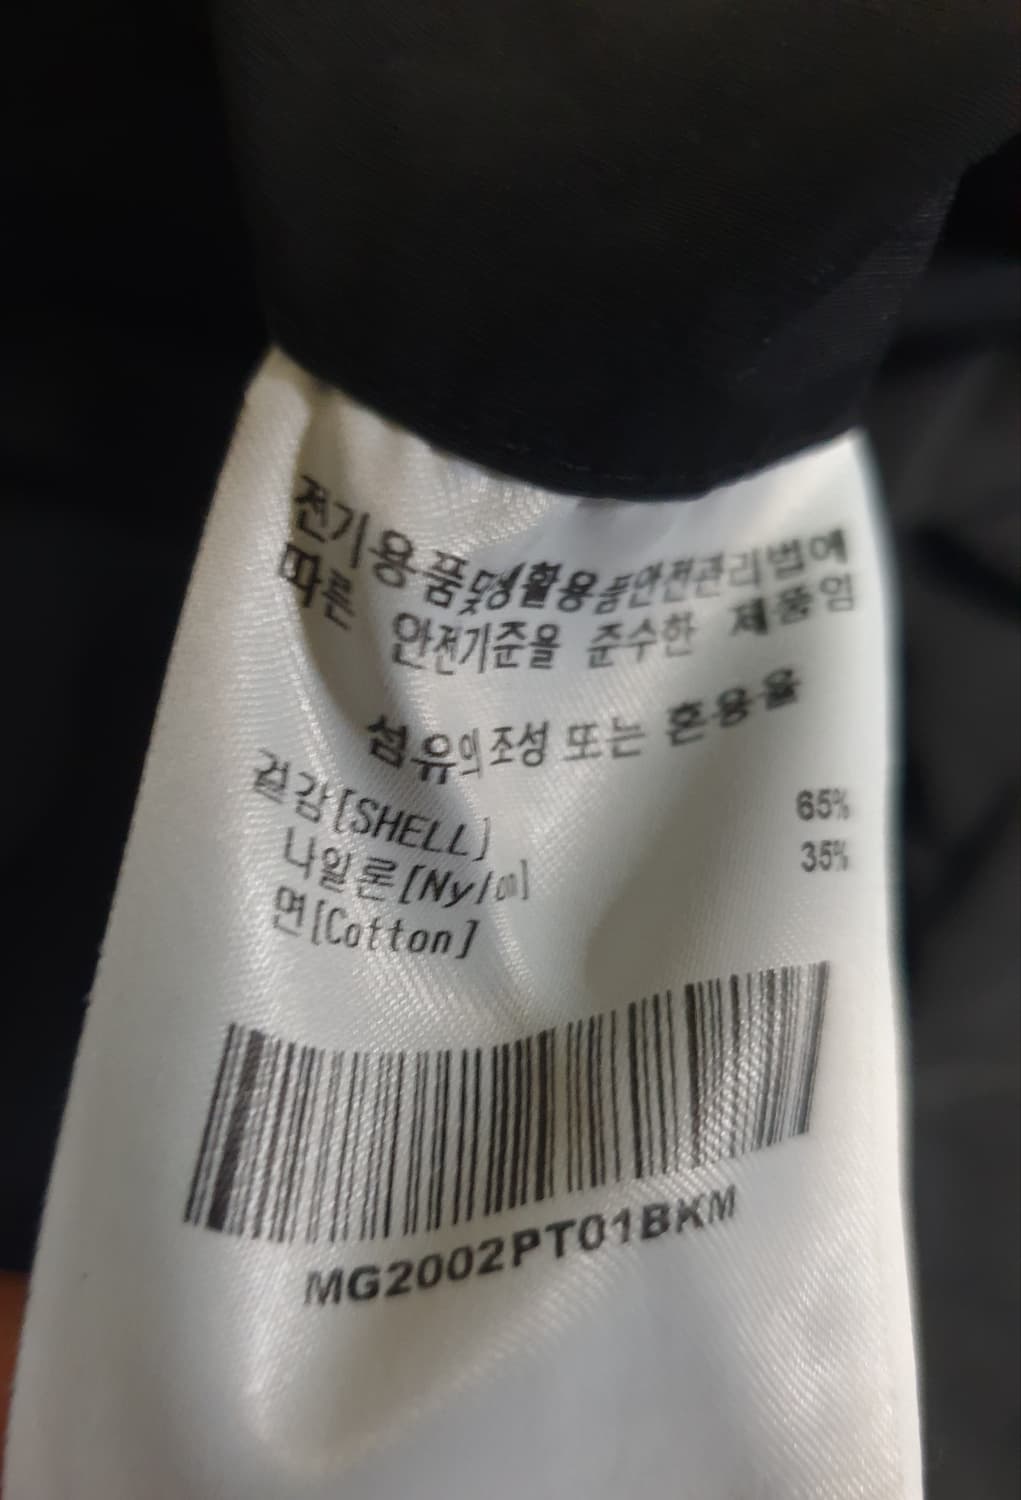 전기용품및생활용품안전관리법에
따른 안전기준을 준수한 제품임
섬유의 조성 또는 혼용율
겉감[SHELL]
나일론[Nylon] 65%
면[Cotton] 35%
MG2002PT01BKM